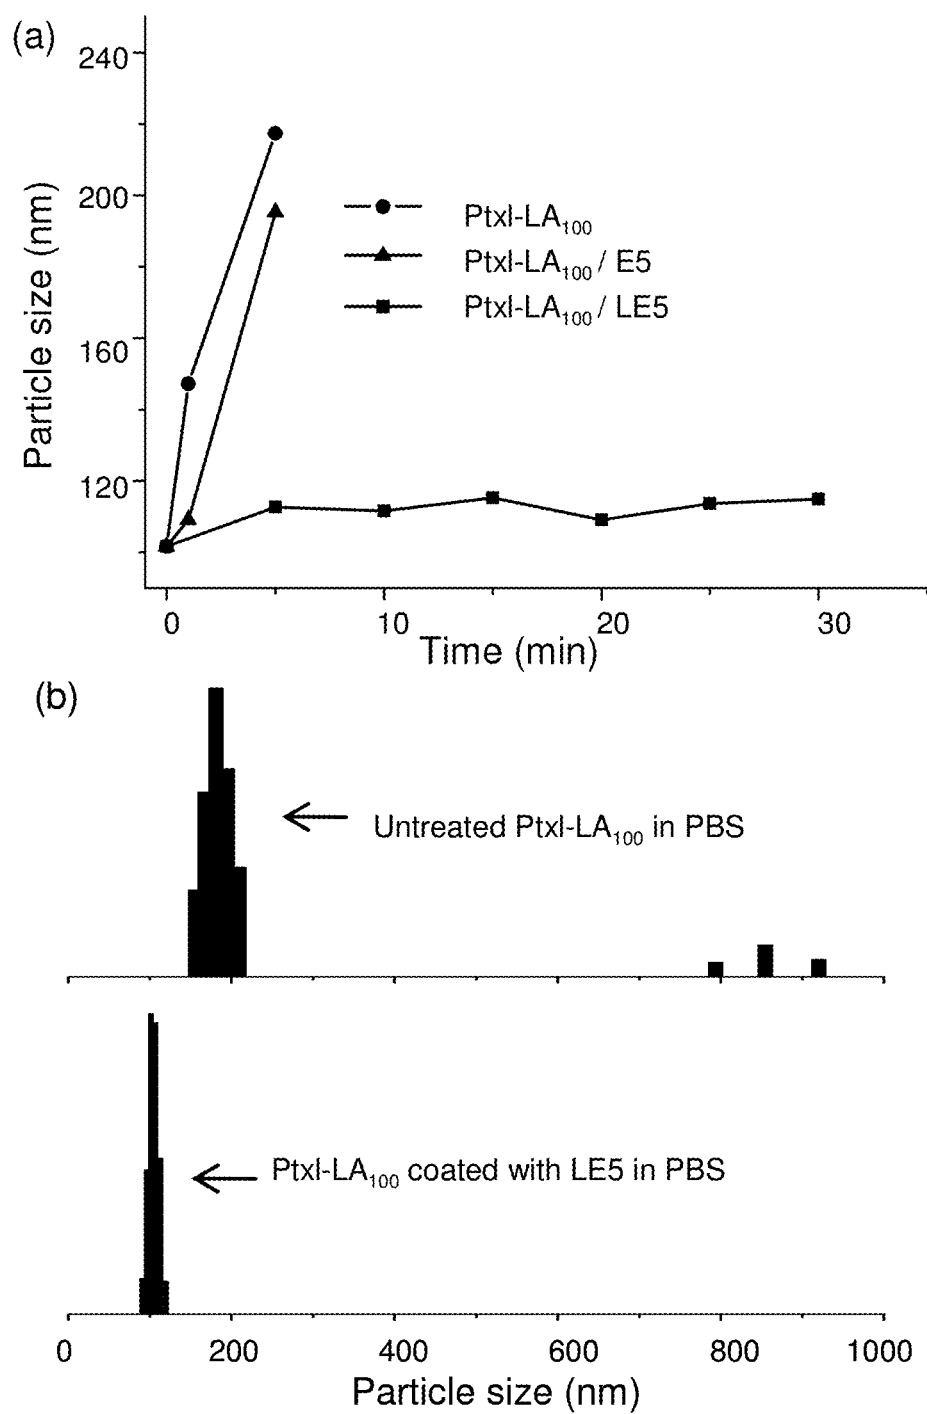 (a)
240
200
160
120
Particle size (nm)
Ptxl-LA100
Ptxl-LA100 / E5
Ptxl-LA100 / LE5
0 10 20 30
Time (min)
(b)
Untreated Ptxl-LA100 in PBS
Ptxl-LA100 coated with LE5 in PBS
0 200 400 600 800 1000
Particle size (nm)